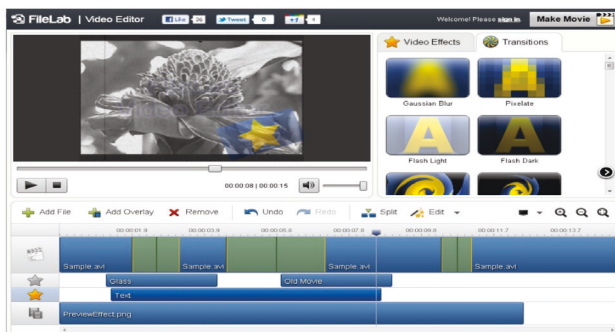 FileLab | Video Editor Like 36 Tweet 0 +1 4 Welcome! Please sign in. Make Movie
Video Effects Transitions
Gaussian Blur Pixelate
Flash Light Flash Dark
00:00:08 | 00:00:15
Add File Add Overlay Remove Undo Redo Split Edit
00:00:01.9 00:00:03.9 00:00:05.8 00:00:07.8 00:00:09.8 00:00:11.7 00:00:13.7
Sample.avi Sample.avi Sample.avi Sample.avi
Glass Old Movie
Text
PreviewEffect.png